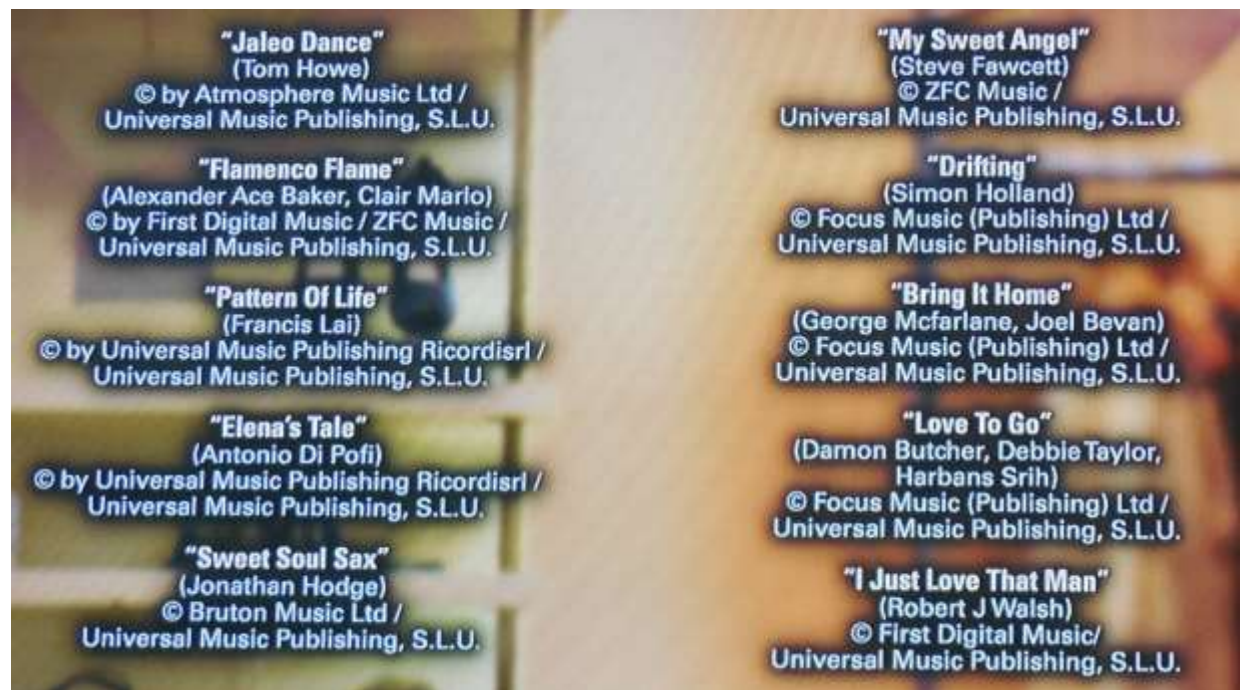 "Jaleo Dance"
(Tom Howe)
© by Atmosphere Music Ltd /
Universal Music Publishing, S.L.U.
"Flamenco Flame"
(Alexander Ace Baker, Clair Marlo)
© by First Digital Music / ZFC Music /
Universal Music Publishing, S.L.U.
"Pattern Of Life"
(Francis Lai)
© by Universal Music Publishing Ricordisrl /
Universal Music Publishing, S.L.U.
"Elena's Tale"
(Antonio Di Pofi)
© by Universal Music Publishing Ricordisrl /
Universal Music Publishing, S.L.U.
"Sweet Soul Sax"
(Jonathan Hodge)
© Bruton Music Ltd /
Universal Music Publishing, S.L.U.
"My Sweet Angel"
(Steve Fawcett)
© ZFC Music /
Universal Music Publishing, S.L.U.
"Drifting"
(Simon Holland)
© Focus Music (Publishing) Ltd /
Universal Music Publishing, S.L.U.
"Bring It Home"
(George Mcfarlane, Joel Bevan)
© Focus Music (Publishing) Ltd /
Universal Music Publishing, S.L.U.
"Love To Go"
(Damon Butcher, Debbie Taylor,
Harbans Srih)
© Focus Music (Publishing) Ltd /
Universal Music Publishing, S.L.U.
"I Just Love That Man"
(Robert J Walsh)
© First Digital Music/
Universal Music Publishing, S.L.U.